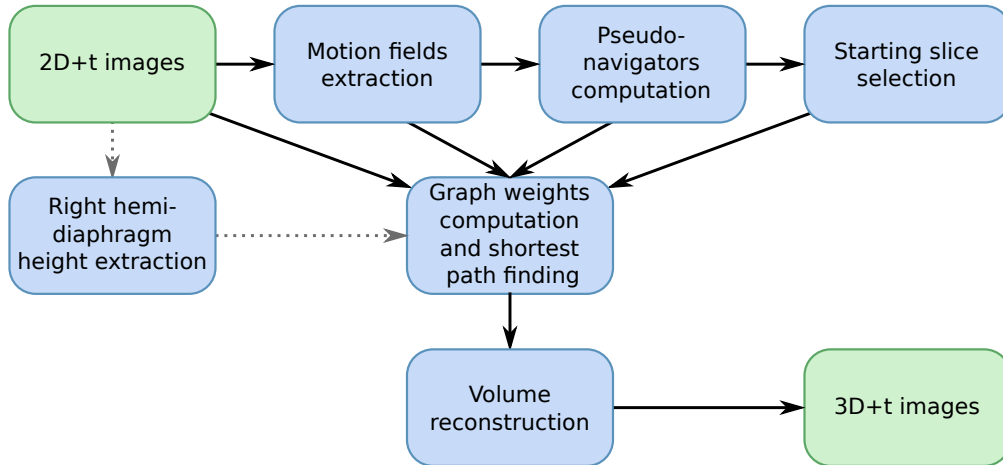 2D+t images
Motion fields
extraction
Pseudo-
navigators
computation
Starting slice
selection
Right hemi-
diaphragm
height extraction
Graph weights
computation
and shortest
path finding
Volume
reconstruction
3D+t images